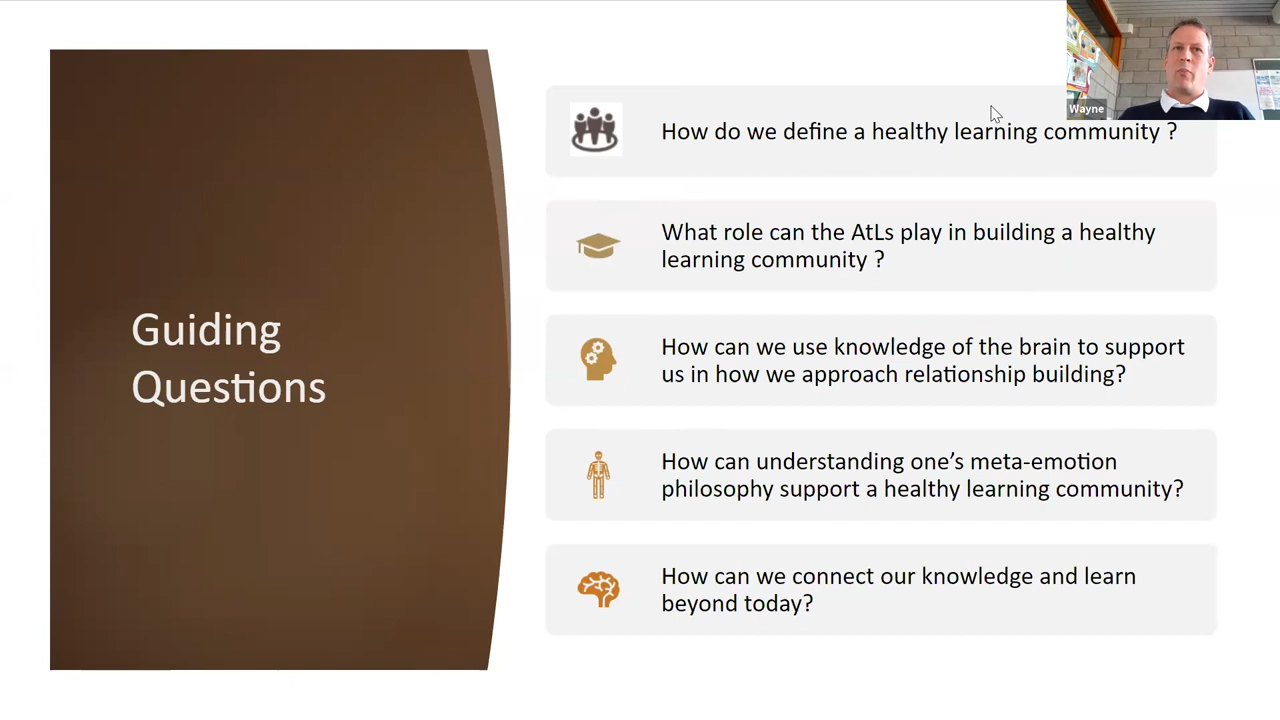 Wayne
How do we define a healthy learning community ?
What role can the AtLs play in building a healthy
learning community ?
Guiding
Questions
How can we use knowledge of the brain to support
us in how we approach relationship building?
How can understanding one’s meta-emotion
philosophy support a healthy learning community?
How can we connect our knowledge and learn
beyond today?